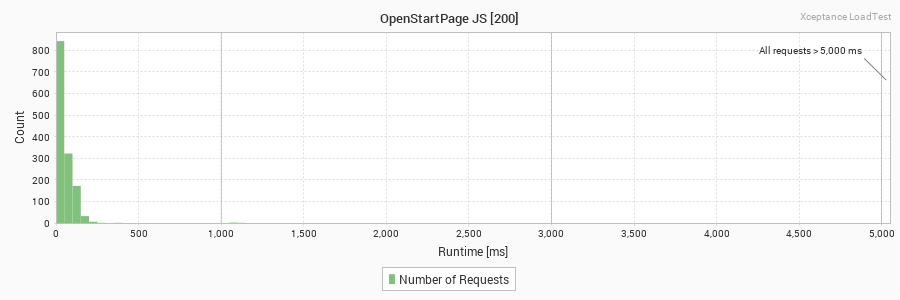 OpenStartPage JS [200]
Xceptance LoadTest
All requests > 5,000 ms
Count
800
700
600
500
400
300
200
100
0
0 500 1,000 1,500 2,000 2,500 3,000 3,500 4,000 4,500 5,000
Runtime [ms]
Number of Requests